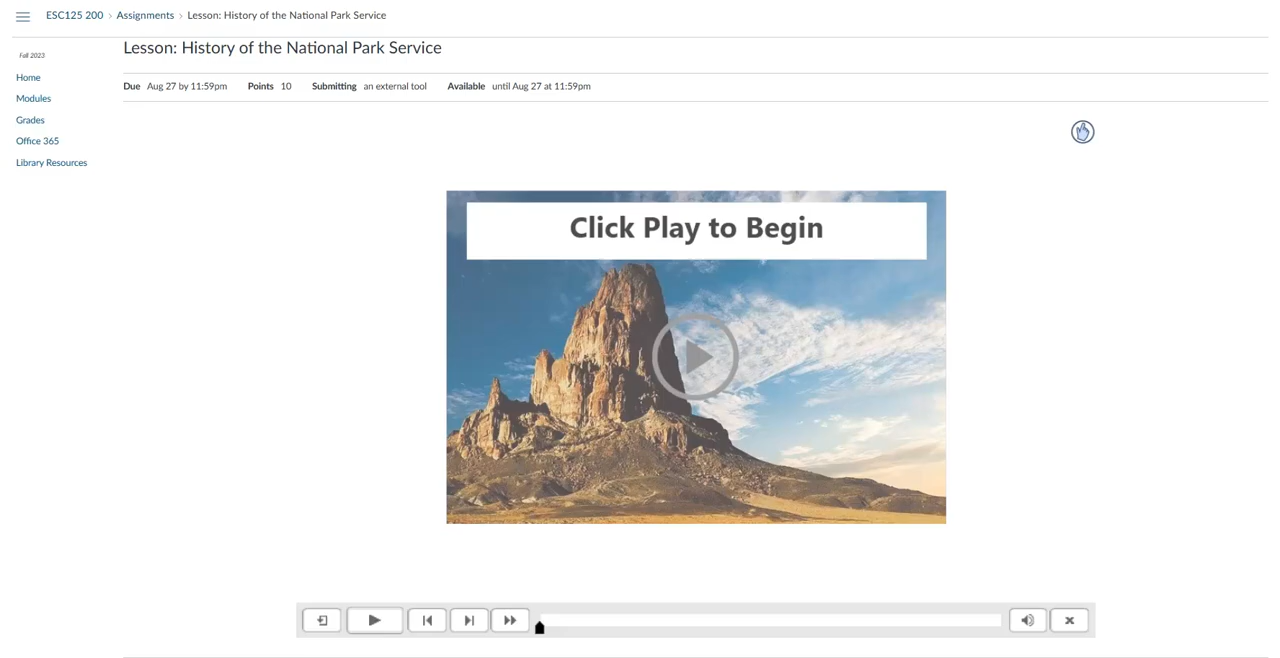 ESC125 200 > Assignments > Lesson: History of the National Park Service
Fall 2023
Home
Modules
Grades
Office 365
Library Resources
Lesson: History of the National Park Service
Due Aug 27 by 11:59pm Points 10 Submitting an external tool Available until Aug 27 at 11:59pm
Click Play to Begin